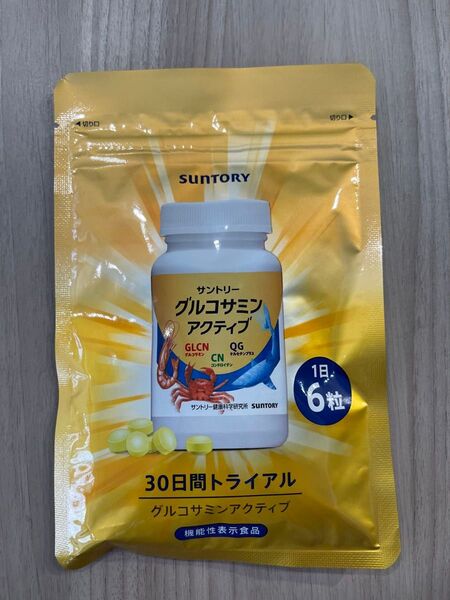 ◀切り口
切り口▶
SUNTORY
サントリー
グルコサミン
アクティブ
GLCN
グルコサミン
QG
ケルセチンプラス
CN
コンドロイチン
サントリー健康科学研究所 SUNTORY
1日
6粒
30日間トライアル
グルコサミンアクティブ
機能性表示食品